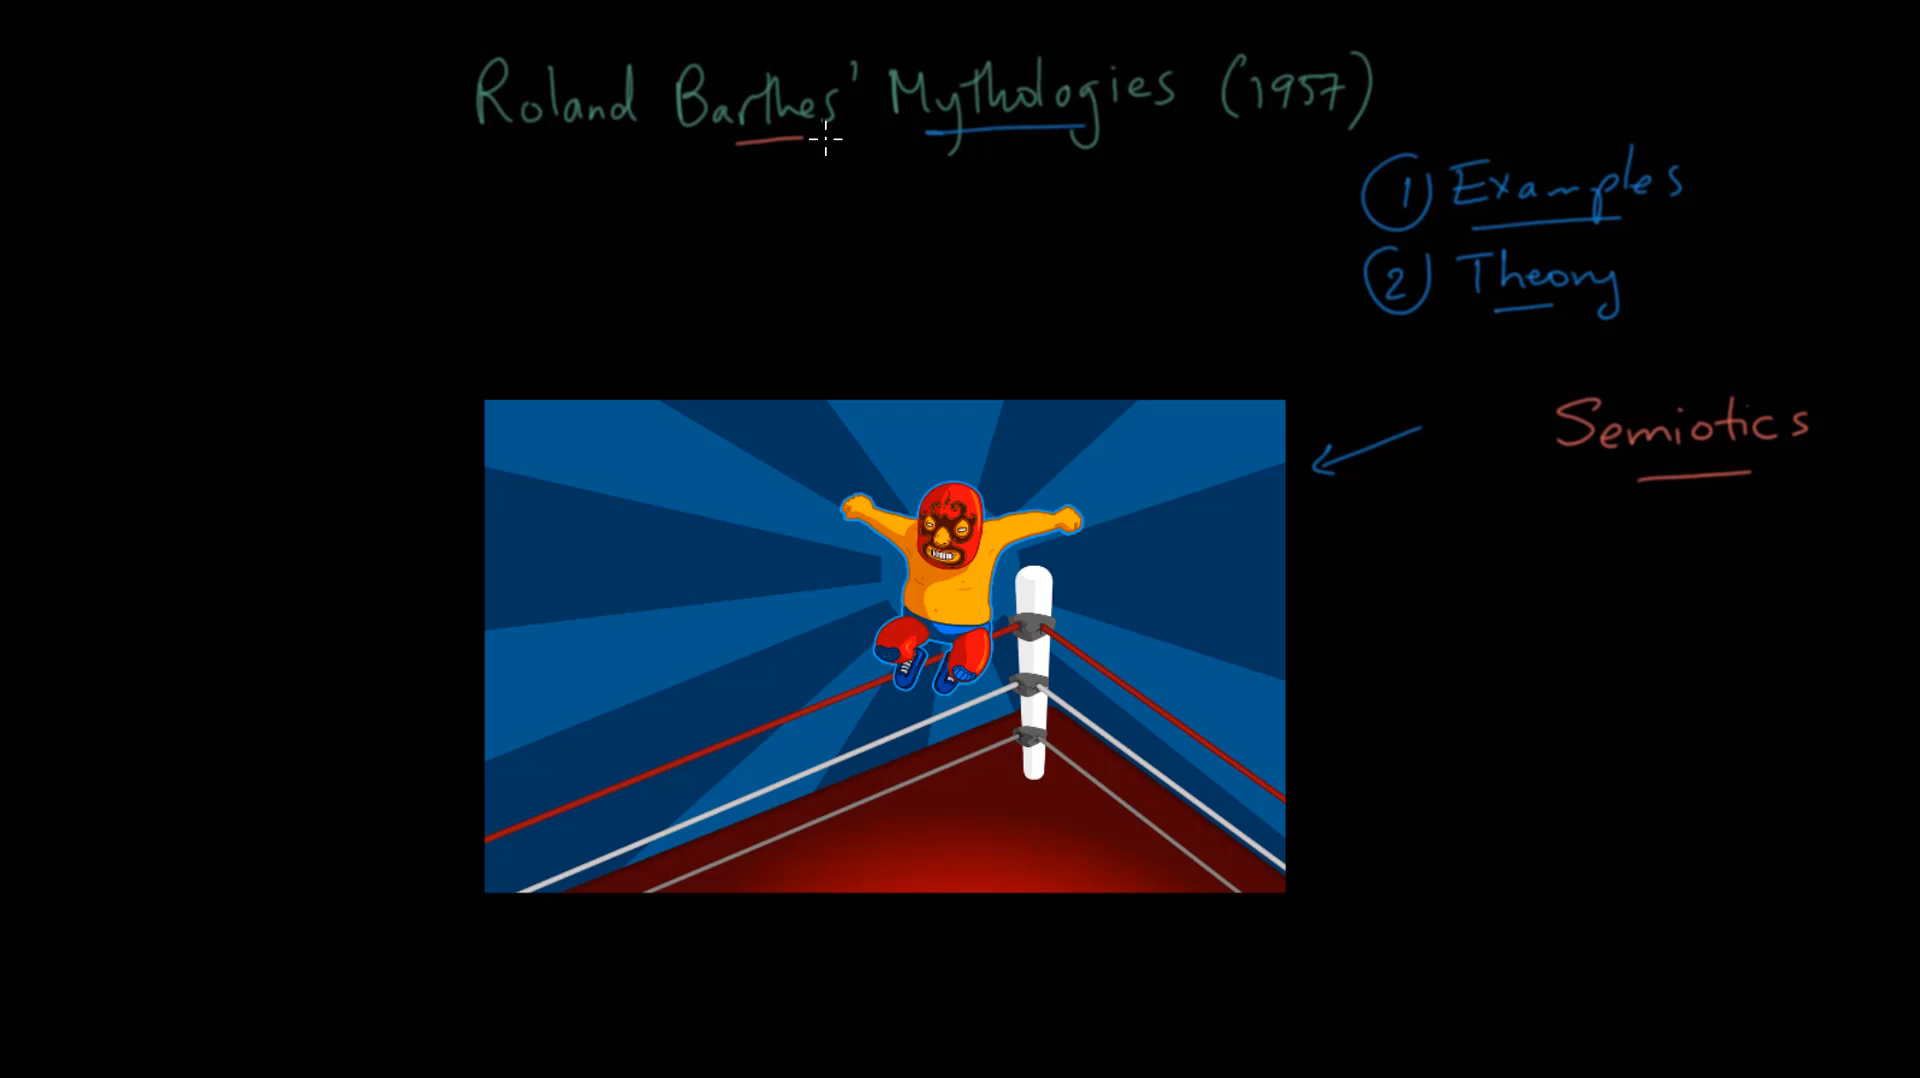 Roland Barthes' Mythologies (1957)
1 Examples
2 Theory
Semiotics